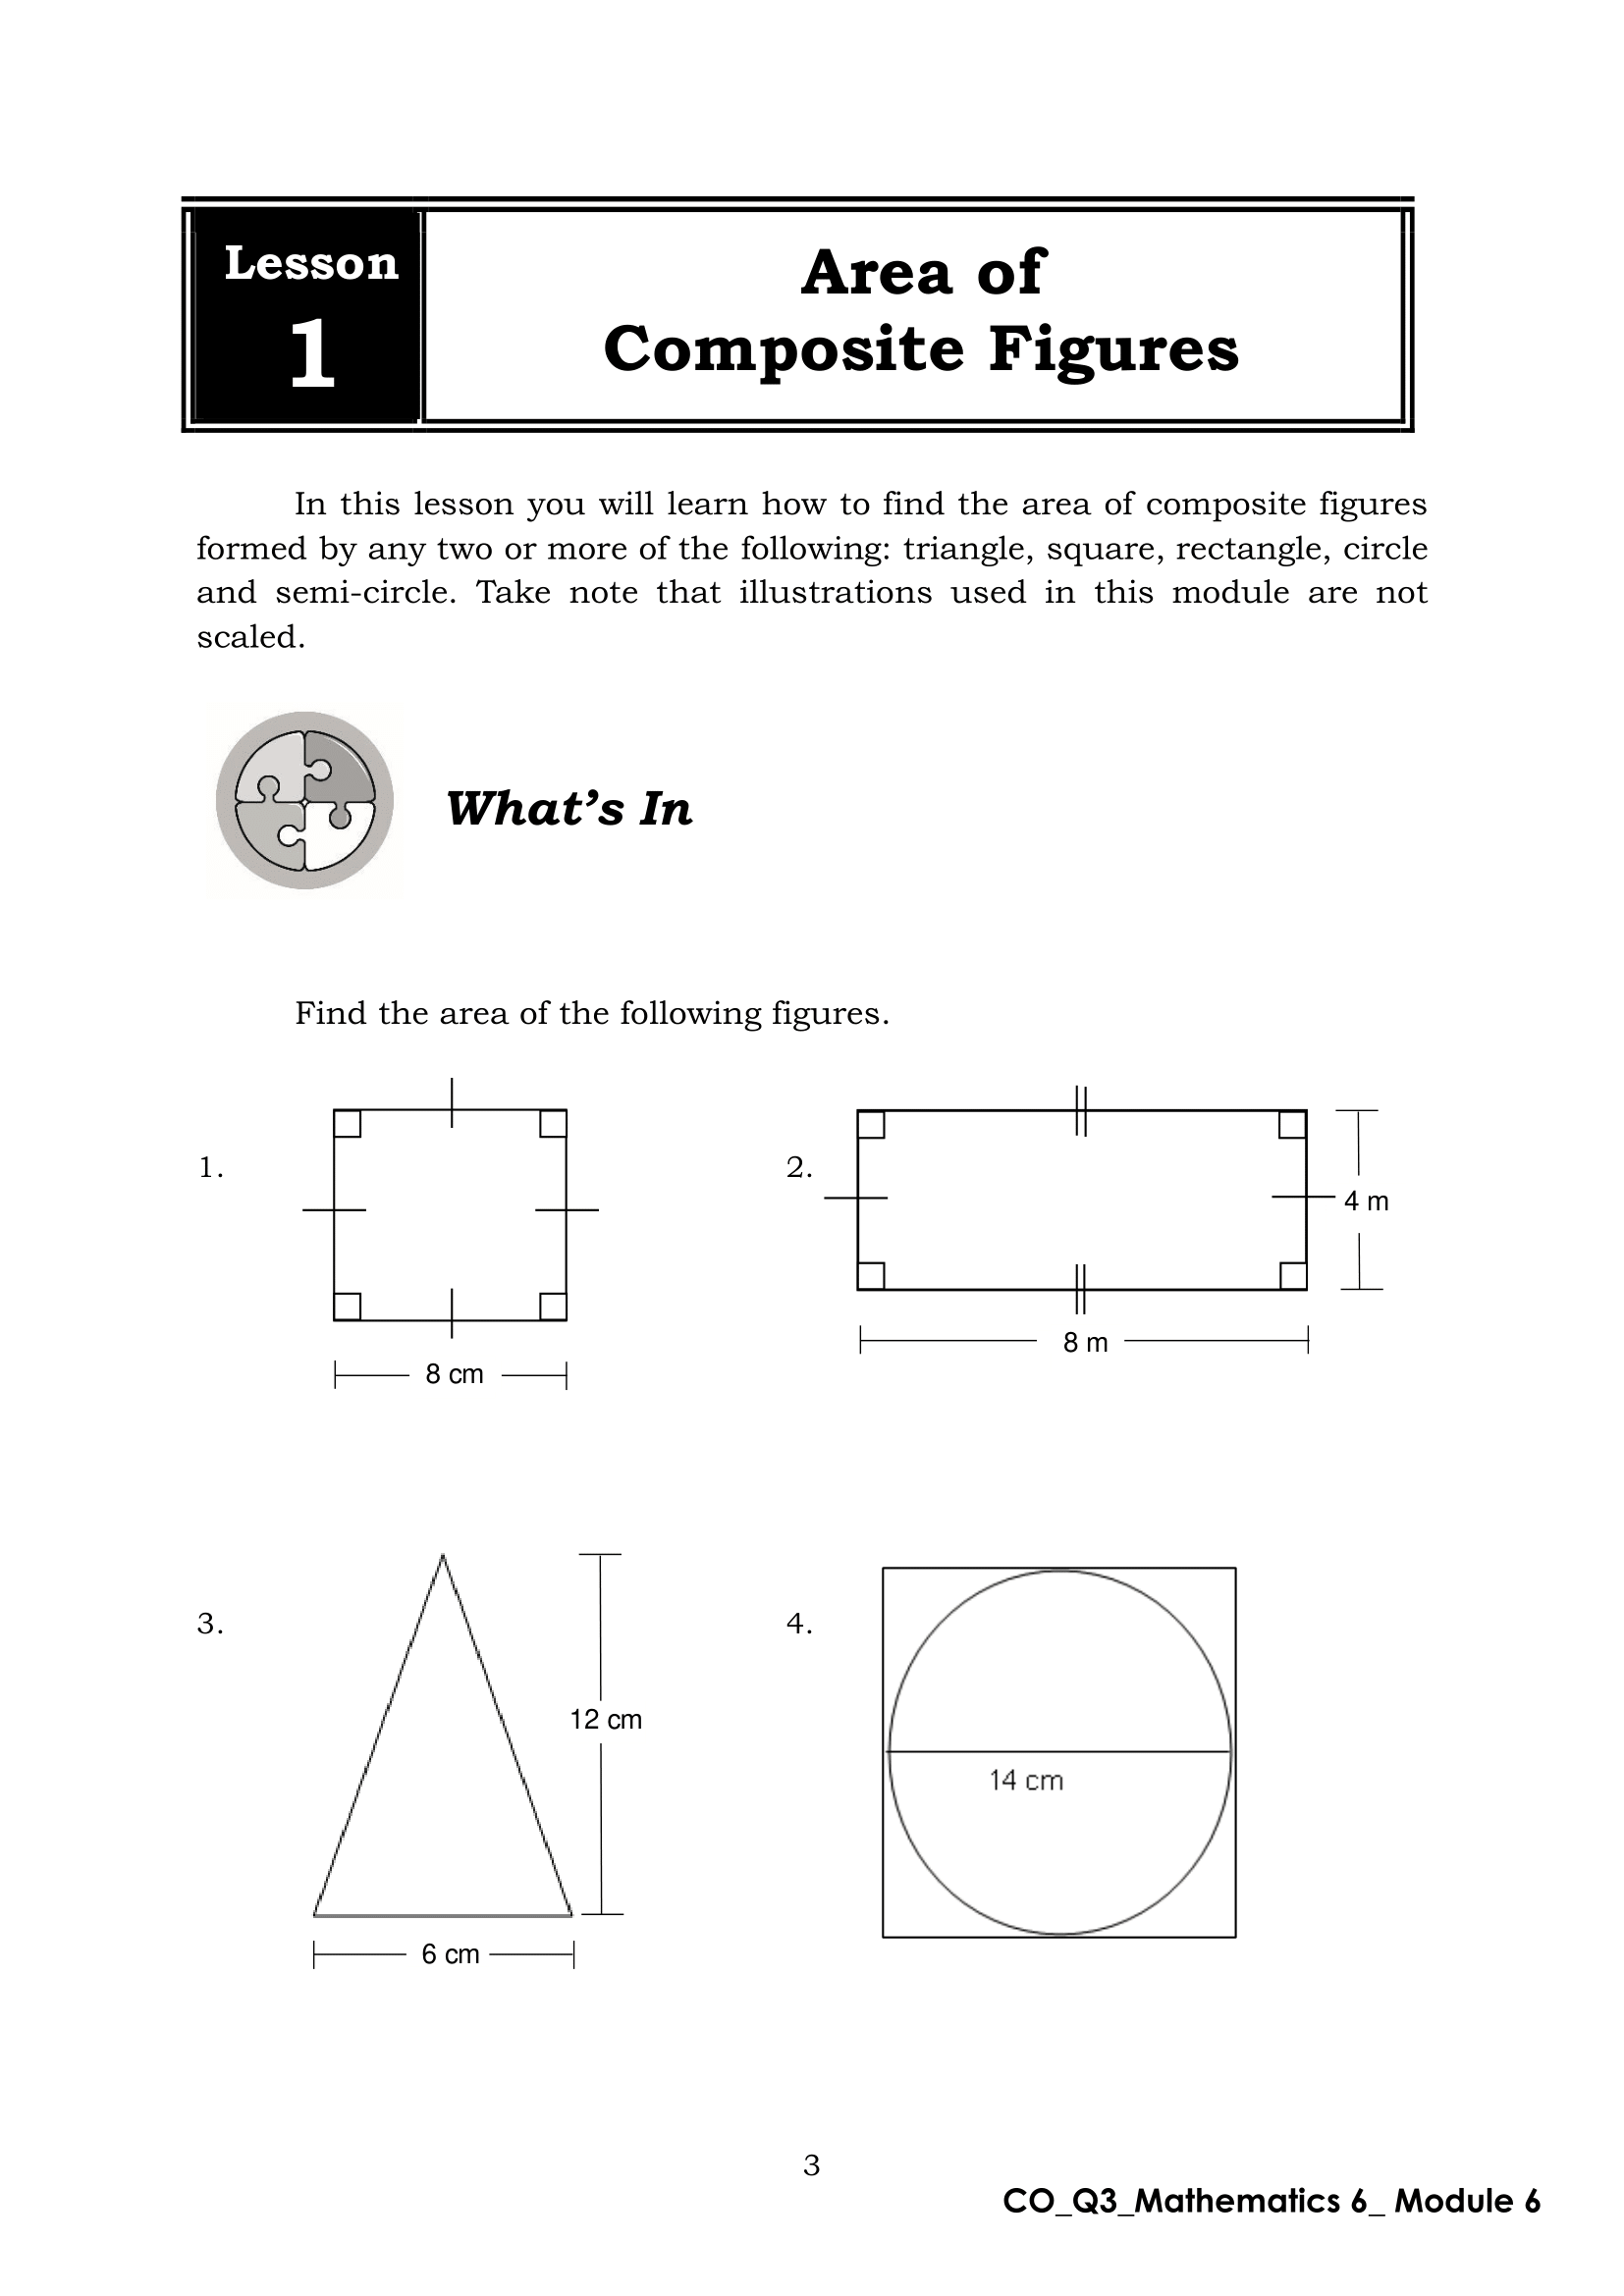 Lesson
1
Area of
Composite Figures
In this lesson you will learn how to find the area of composite figures
formed by any two or more of the following: triangle, square, rectangle, circle
and semi-circle. Take note that illustrations used in this module are not
scaled.
What's In
Find the area of the following figures.
1.
8 cm
2.
4 m
8 m
3.
12 cm
6 cm
4.
14 cm
3
CO_Q3_Mathematics 6_ Module 6